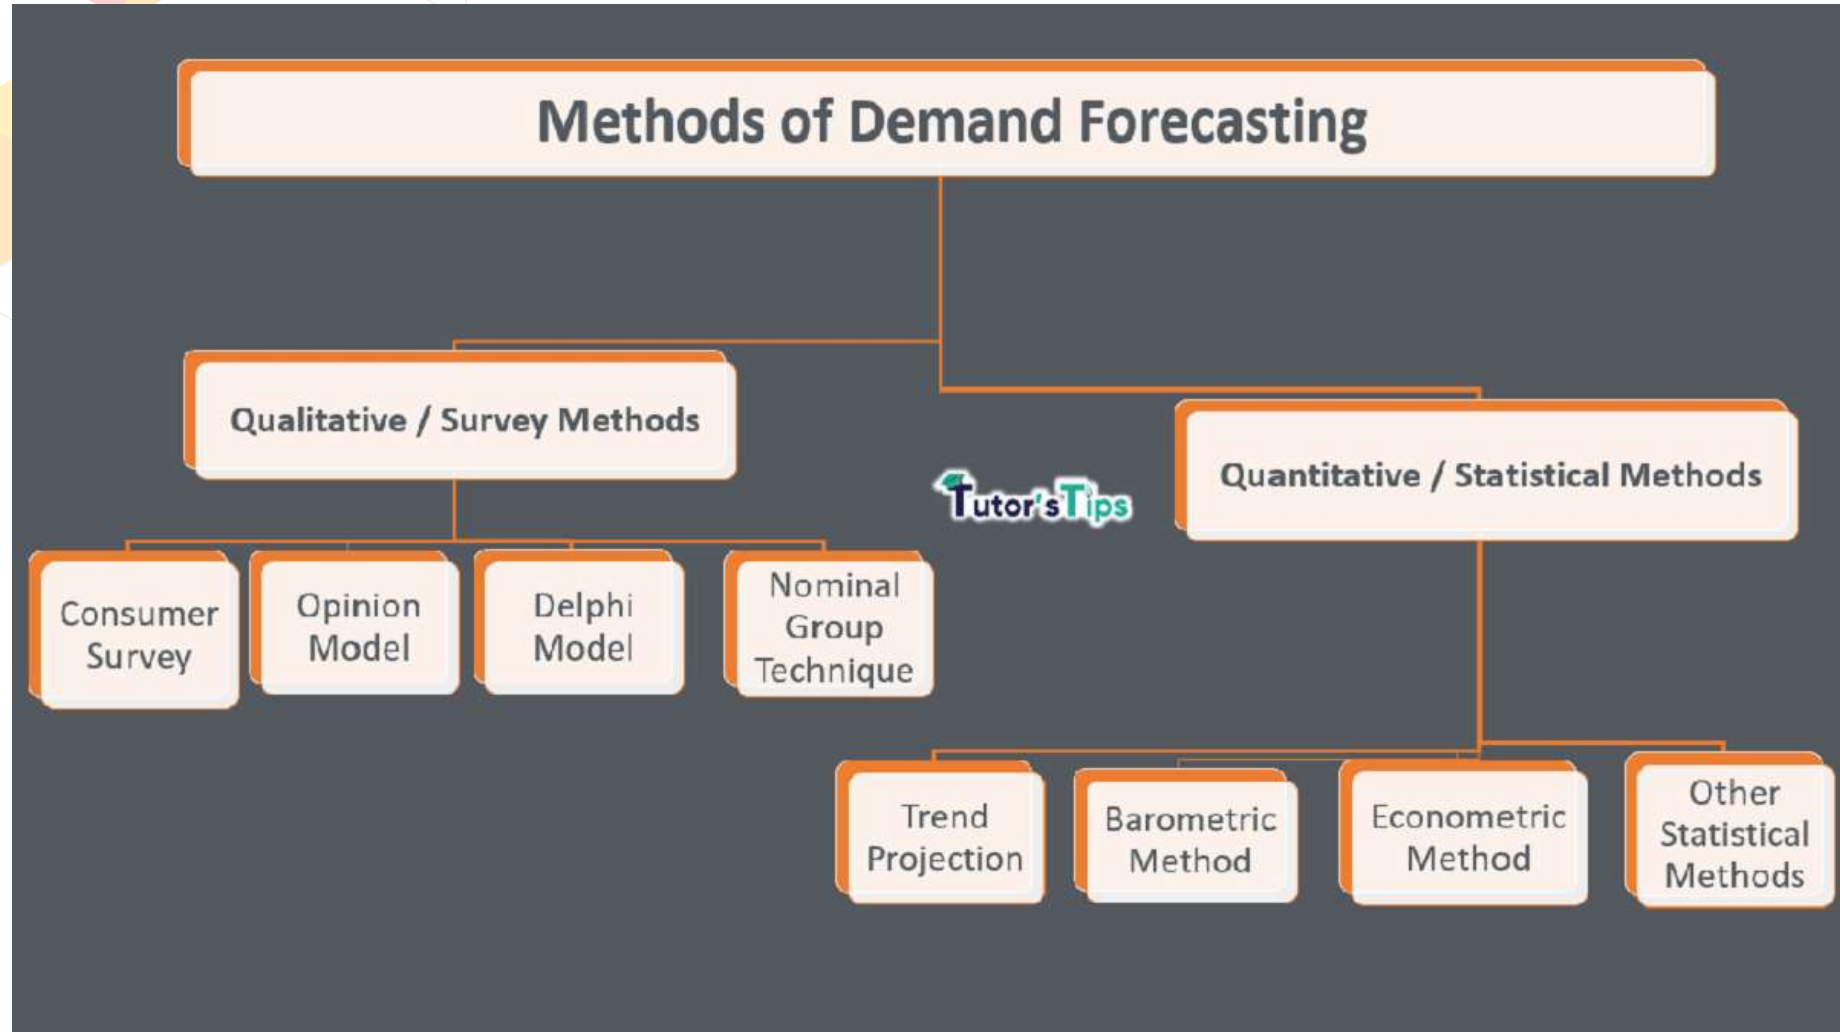 Methods of Demand Forecasting
Qualitative / Survey Methods
Quantitative / Statistical Methods
Tutor'sTips
Consumer
Survey
Opinion
Model
Delphi
Model
Nominal
Group
Technique
Trend
Projection
Barometric
Method
Econometric
Method
Other
Statistical
Methods